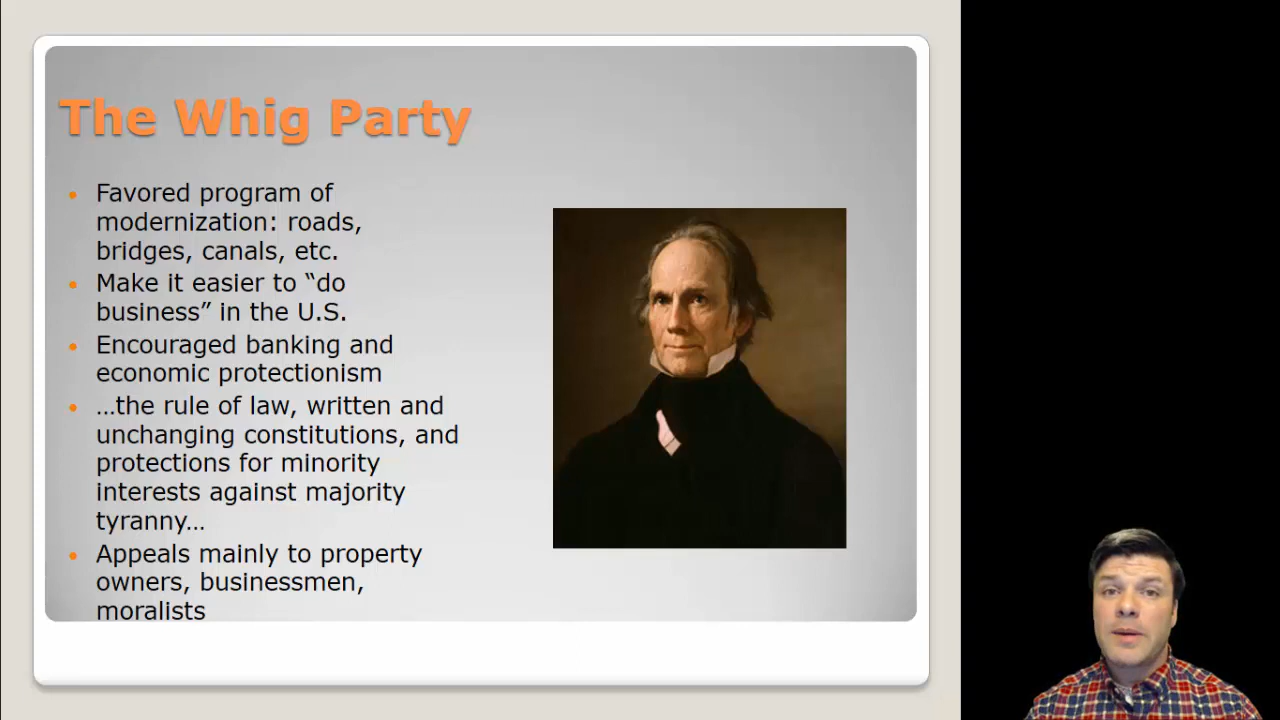 The Whig Party
Favored program of
modernization: roads,
bridges, canals, etc.
Make it easier to “do
business” in the U.S.
Encouraged banking and
economic protectionism
…the rule of law, written and
unchanging constitutions, and
protections for minority
interests against majority
tyranny…
Appeals mainly to property
owners, businessmen,
moralists